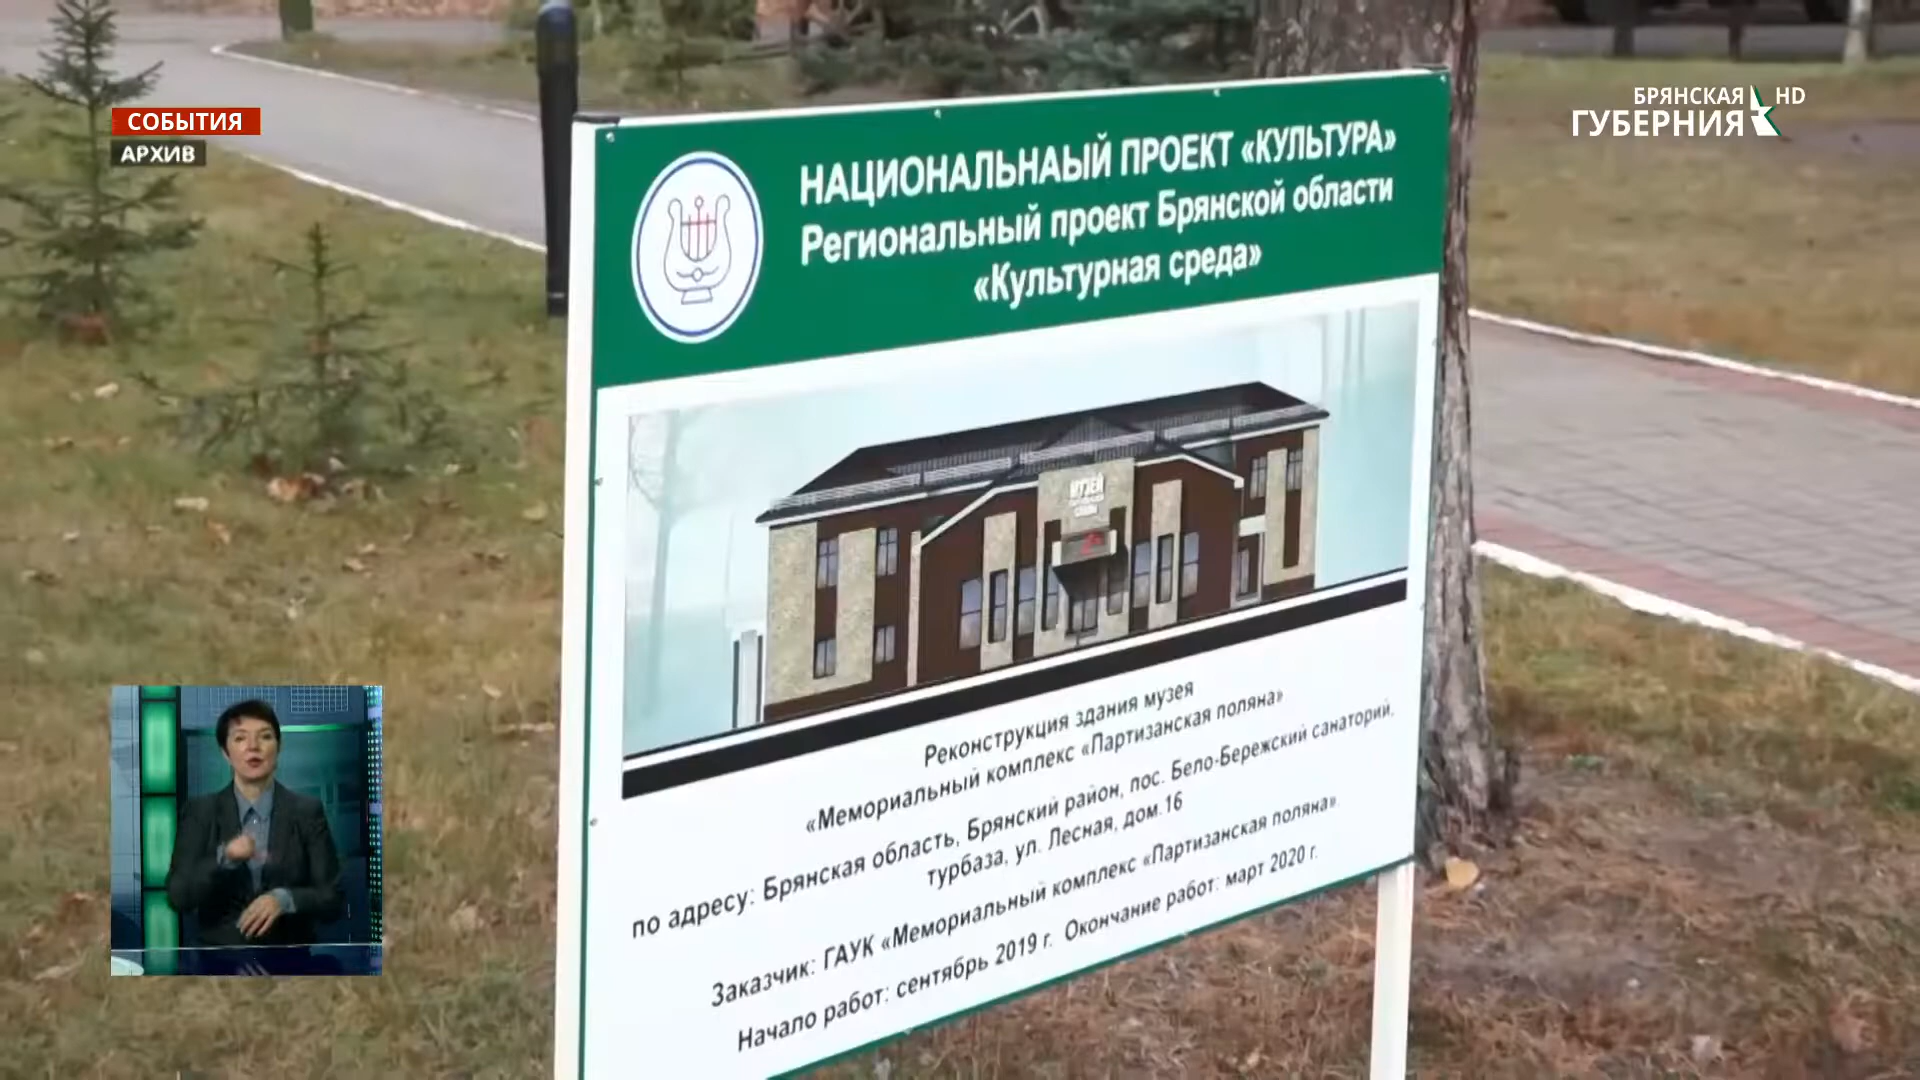 СОБЫТИЯ
АРХИВ
БРЯНСКАЯ HD
ГУБЕРНИЯ
НАЦИОНАЛЬНАЫЙ ПРОЕКТ «КУЛЬТУРА»
Региональный проект Брянской области
«Культурная среда»
МУЗЕЙ
Реконструкция здания музея
«Мемориальный комплекс «Партизанская поляна»
по адресу: Брянская область, Брянский район, пос. Бело-Бережский санаторий,
турбаза, ул. Лесная, дом.16
Заказчик: ГАУК «Мемориальный комплекс «Партизанская поляна».
Начало работ: сентябрь 2019 г. Окончание работ: март 2020 г.